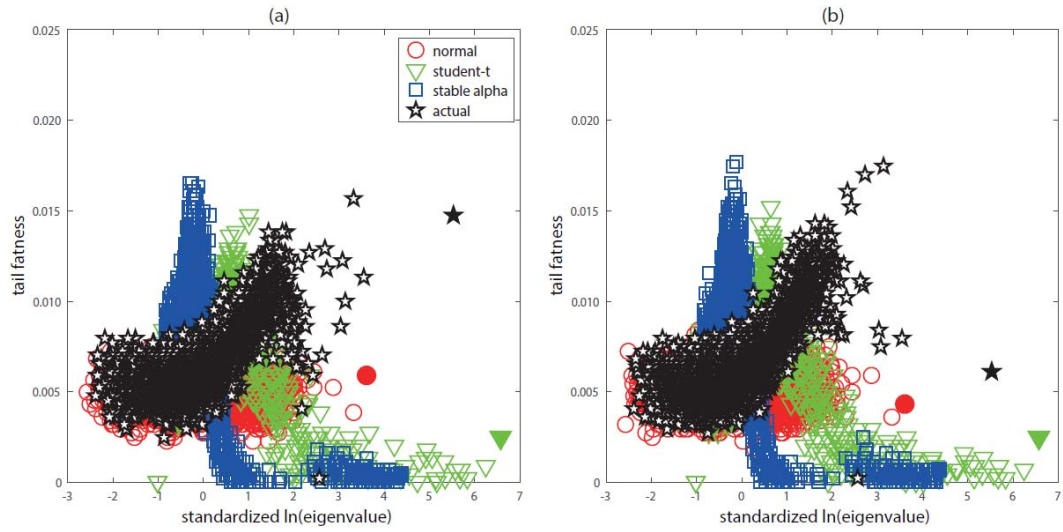 (a)
0.025
0.020
0.015
0.010
0.005
0
tail fatness
-3 -2 -1 0 1 2 3 4 5 6 7
standardized ln(eigenvalue)
normal
student-t
stable alpha
actual
(b)
0.025
0.020
0.015
0.010
0.005
0
tail fatness
-3 -2 -1 0 1 2 3 4 5 6 7
standardized ln(eigenvalue)